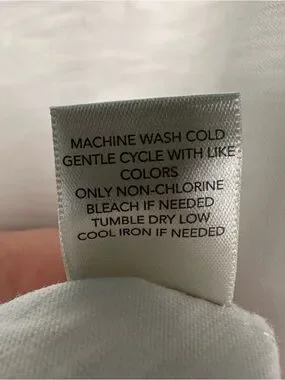 MACHINE WASH COLD
GENTLE CYCLE WITH LIKE
COLORS
ONLY NON-CHLORINE
BLEACH IF NEEDED
TUMBLE DRY LOW
COOL IRON IF NEEDED